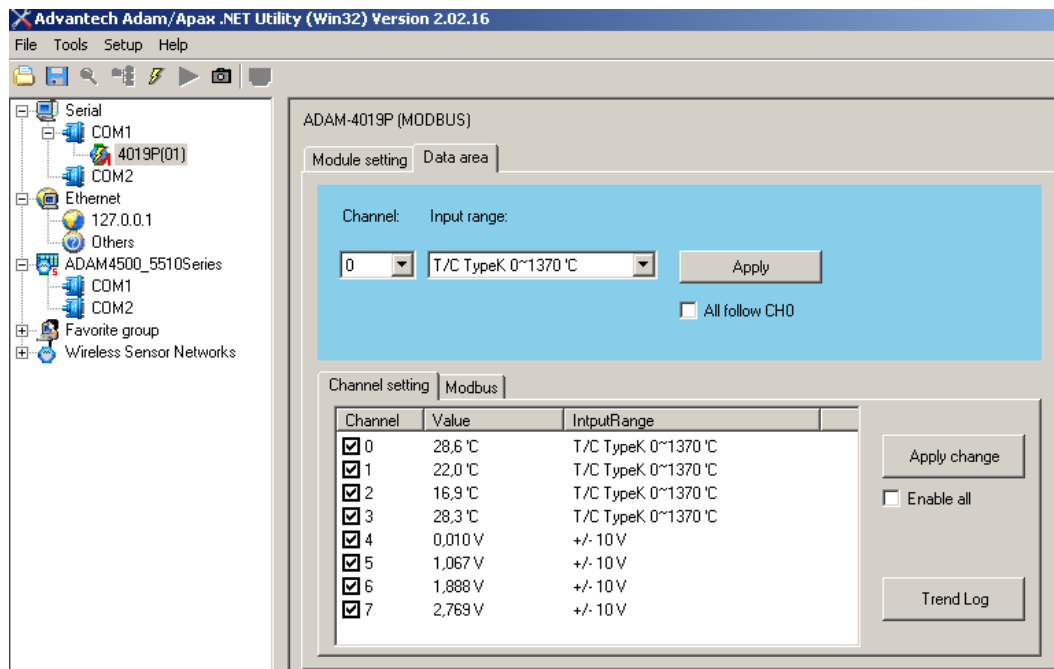 Advantech Adam/Apax .NET Utility (Win32) Version 2.02.16
File Tools Setup Help
Serial
COM1
4019P(01)
COM2
Ethernet
127.0.0.1
Others
ADAM4500_5510Series
COM1
COM2
Favorite group
Wireless Sensor Networks
ADAM-4019P (MODBUS)
Module setting Data area
Channel: Input range:
0 T/C TypeK 0~1370 'C Apply
All follow CH0
Channel setting Modbus
Channel Value IntputRange
0 28,6 'C T/C TypeK 0~1370 'C
1 22,0 'C T/C TypeK 0~1370 'C
2 16,9 'C T/C TypeK 0~1370 'C
3 28,3 'C T/C TypeK 0~1370 'C
4 0,010 V +/- 10 V
5 1,067 V +/- 10 V
6 1,888 V +/- 10 V
7 2,769 V +/- 10 V
Apply change
Enable all
Trend Log